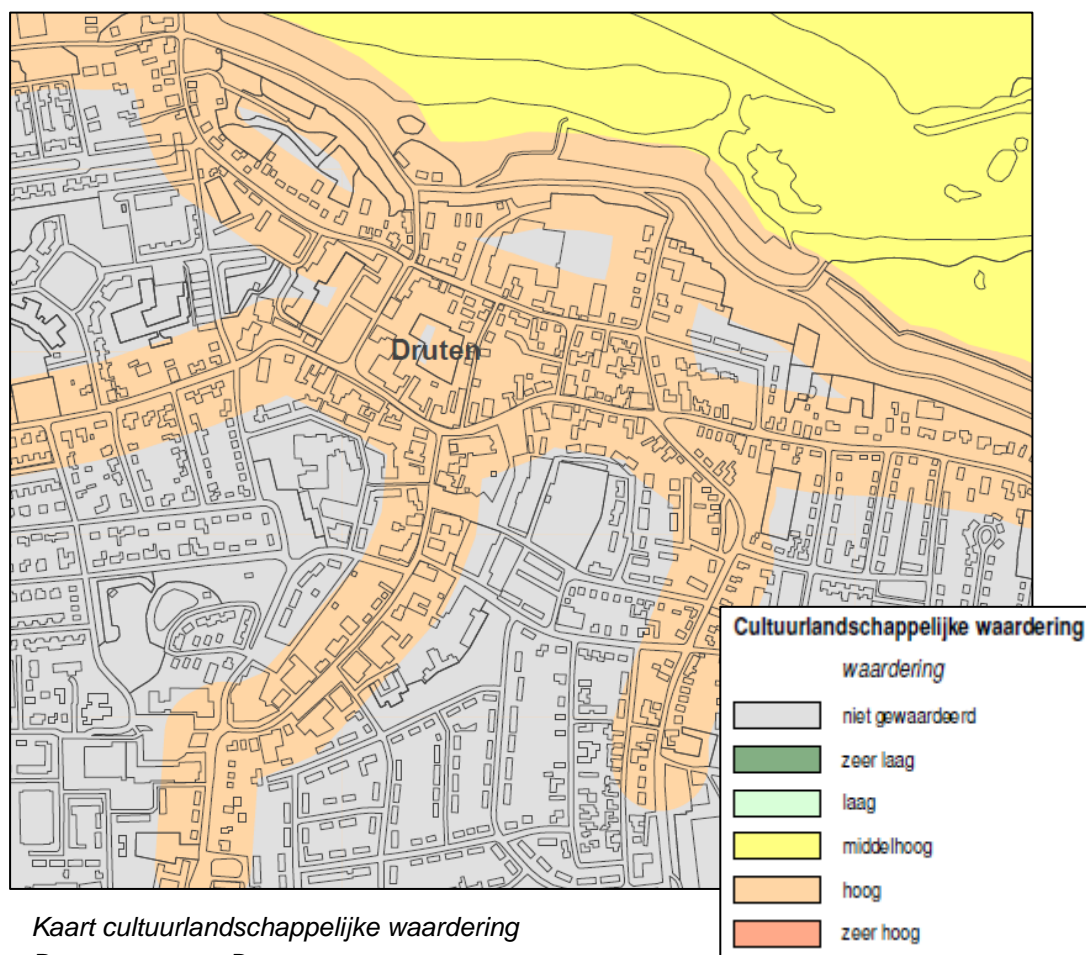 Druten
Cultuurlandschappelijke waardering
waardering
niet gewaardeerd
zeer laag
laag
middelhoog
hoog
zeer hoog
Kaart cultuurlandschappelijke waardering